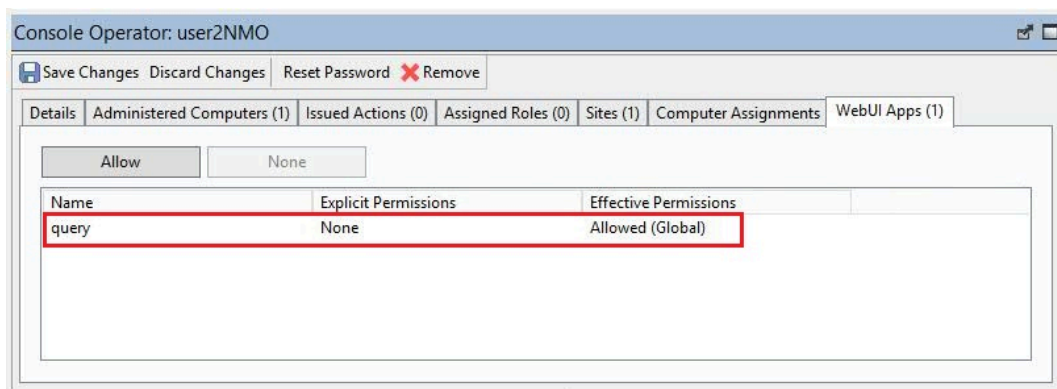 Console Operator: user2NMO
Save Changes Discard Changes Reset Password Remove
Details Administered Computers (1) Issued Actions (0) Assigned Roles (0) Sites (1) Computer Assignments WebUI Apps (1)
Allow None
Name Explicit Permissions Effective Permissions
query None Allowed (Global)